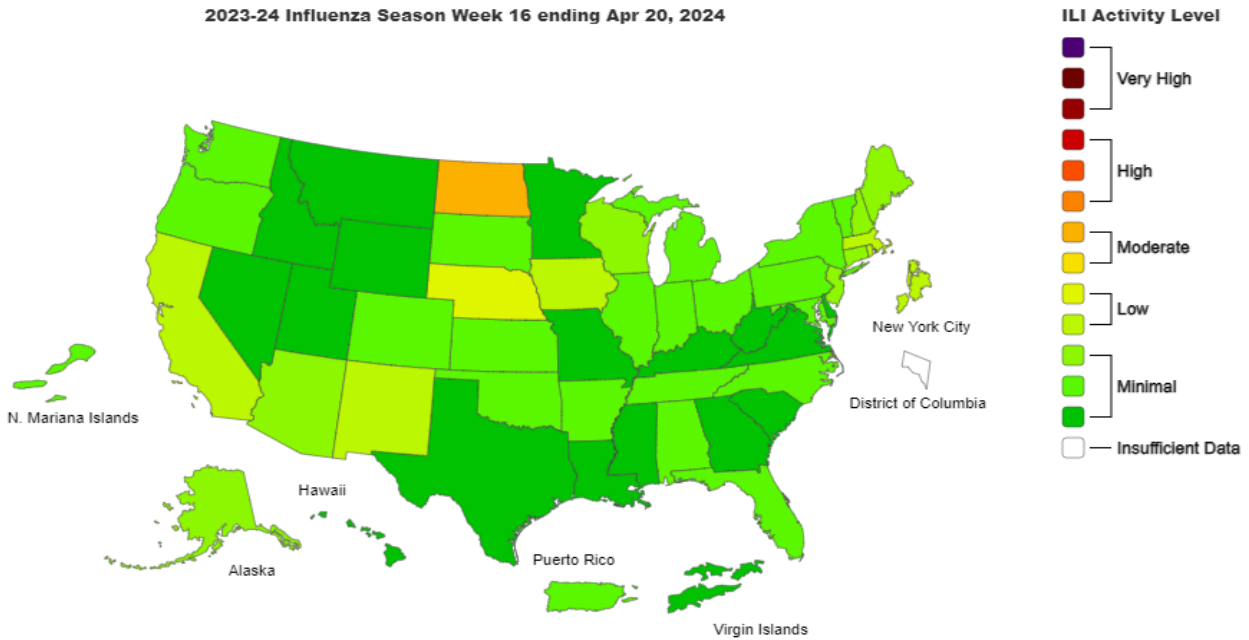 2023-24 Influenza Season Week 16 ending Apr 20, 2024
ILI Activity Level
Very High
High
Moderate
Low
Minimal
Insufficient Data
New York City
District of Columbia
N. Mariana Islands
Hawaii
Alaska
Puerto Rico
Virgin Islands